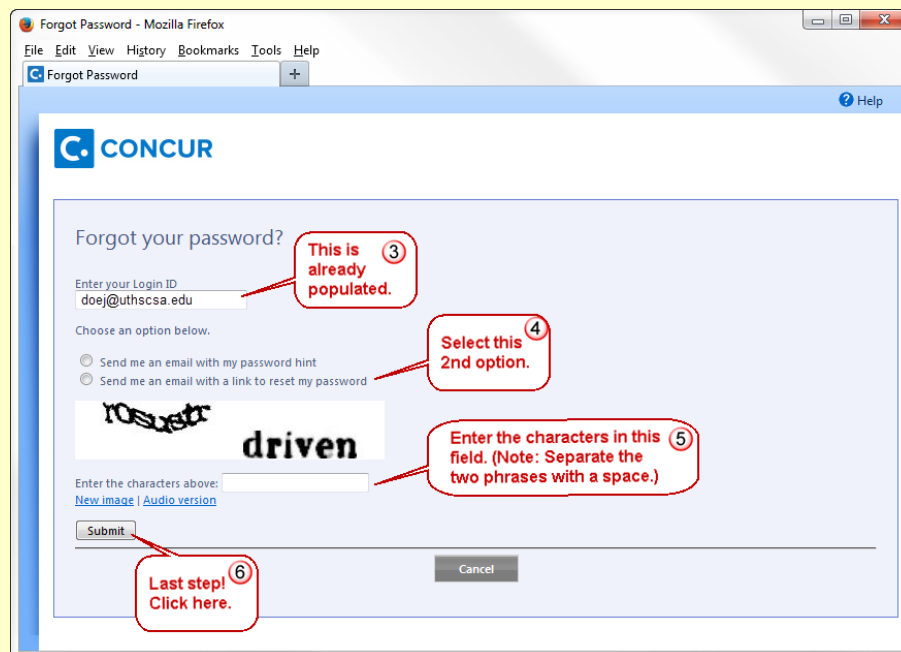 Forgot Password - Mozilla Firefox
File Edit View History Bookmarks Tools Help
Forgot Password
Help
C. CONCUR
Forgot your password?
This is
already
populated.
3
Enter your Login ID
doej@uthscsa.edu
Choose an option below.
Select this
2nd option.
4
Send me an email with my password hint
Send me an email with a link to reset my password
driven
Enter the characters in this
field. (Note: Separate the
two phrases with a space.)
5
Enter the characters above:
New image | Audio version
Submit
Last step!
Click here.
6
Cancel